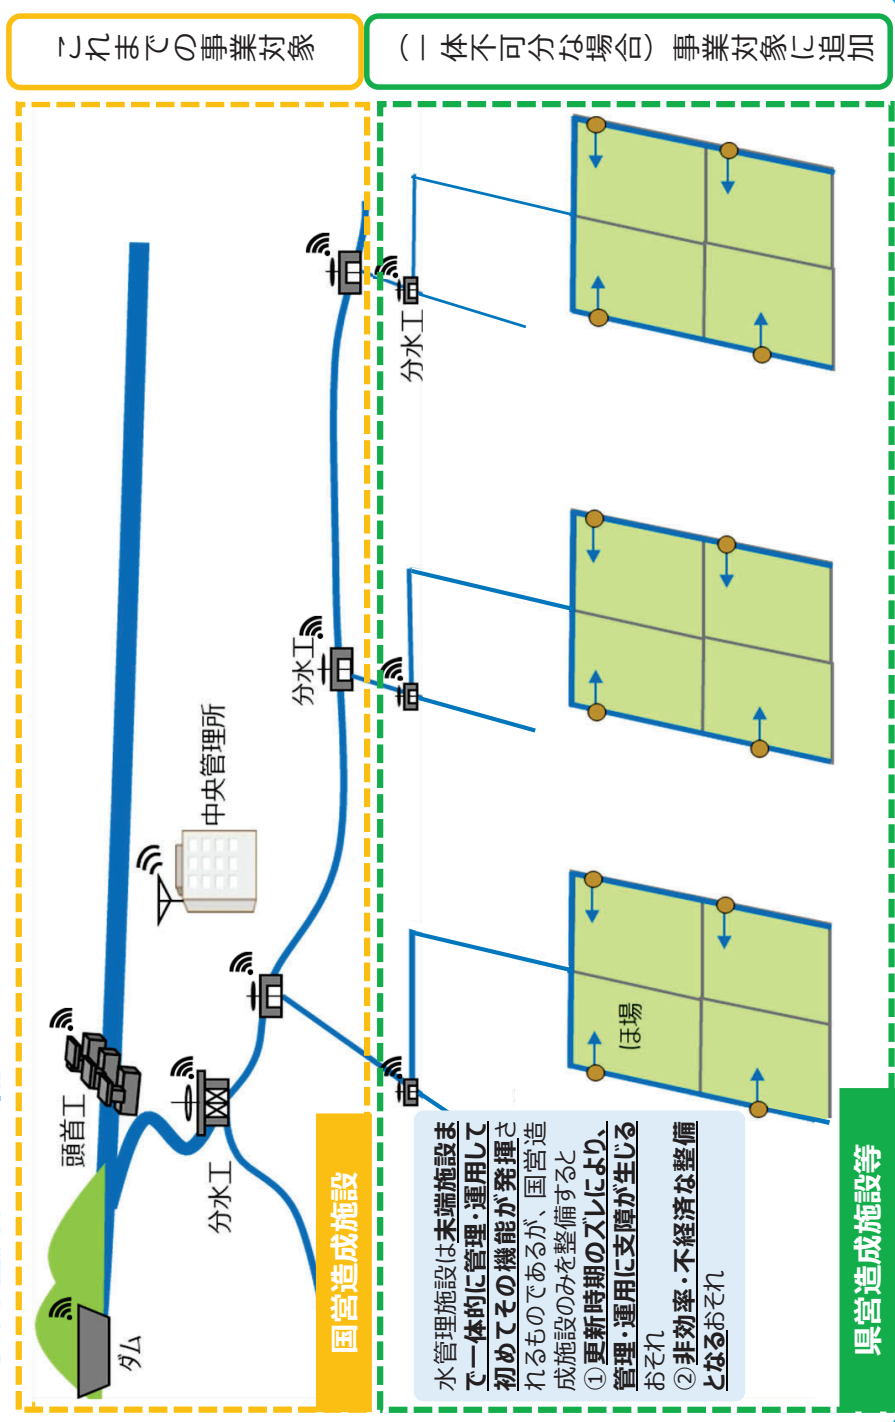 これまでの事業対象
(一体不可分な場合)事業対象に追加
ダム
頭首工
分水工
中央管理所
分水工
分水工
国営造成施設
ほ場
水管理施設は末端施設ま
で一体的に管理・運用して
初めてその機能が発揮さ
れるものであるが、国営造
成施設のみを整備すると
①更新時期のズレにより、
管理・運用に支障が生じる
おそれ
②非効率・不経済な整備
となるおそれ
県営造成施設等